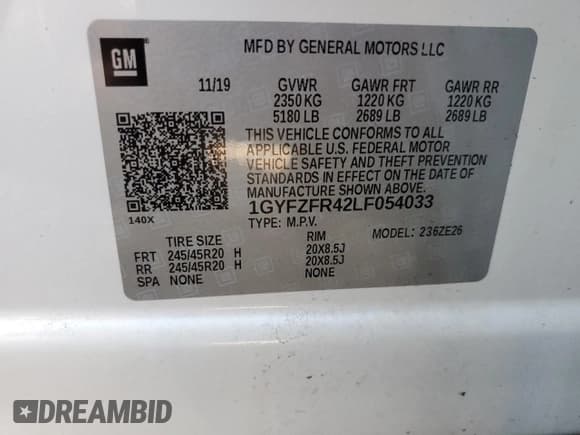 GM
MFD BY GENERAL MOTORS LLC
11/19 GVWR GAWR FRT GAWR RR
2350 KG 1220 KG 1220 KG
5180 LB 2689 LB 2689 LB
THIS VEHICLE CONFORMS TO ALL
APPLICABLE U.S. FEDERAL MOTOR
VEHICLE SAFETY AND THEFT PREVENTION
STANDARDS IN EFFECT ON THE DATE OF
MANUFACTURE SHOWN ABOVE.
140X
1GYFZFR42LF054033
TYPE: M.P.V. MODEL: 236ZE26
TIRE SIZE RIM
FRT 245/45R20 H 20X8.5J
RR 245/45R20 H 20X8.5J
SPA NONE NONE
DREAMBID